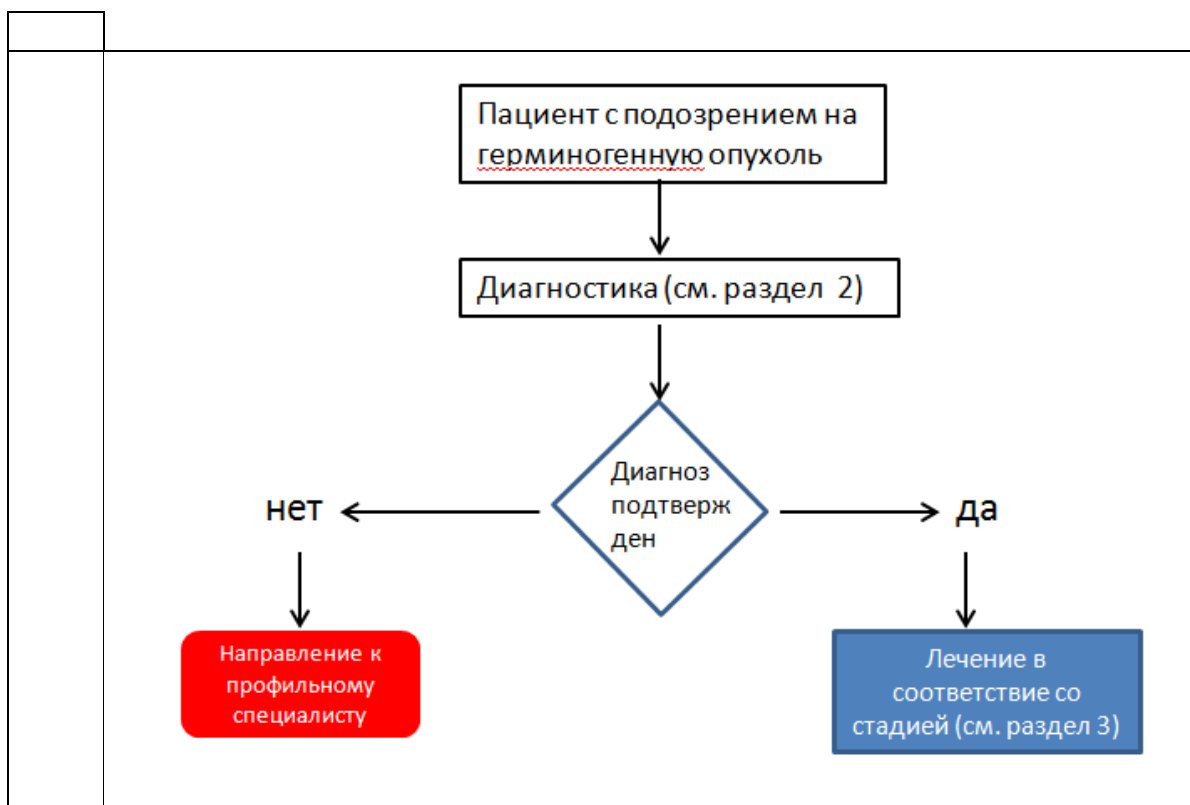 Пациент с подозрением на
герминогенную опухоль
Диагностика (см. раздел 2)
Диагноз
подтверж
ден
нет
да
Направление к
профильному
специалисту
Лечение в
соответствие со
стадией (см. раздел 3)